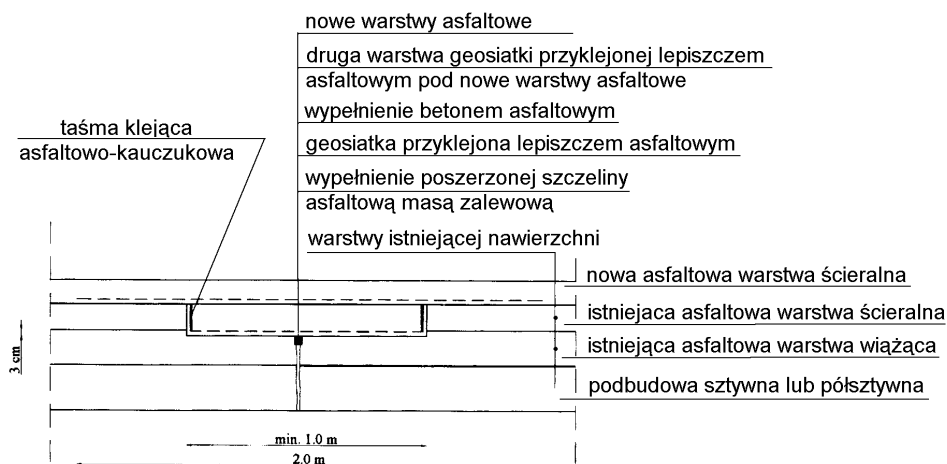 nowe warstwy asfaltowe
druga warstwa geosiatki przyklejonej lepiszczem
asfaltowym pod nowe warstwy asfaltowe
wypełnienie betonem asfaltowym
taśma klejąca
asfaltowo-kauczukowa
geosiatka przyklejona lepiszczem asfaltowym
wypełnienie poszerzonej szczeliny
asfaltową masą zalewową
warstwy istniejącej nawierzchni
nowa asfaltowa warstwa ścieralna
istniejaca asfaltowa warstwa ścieralna
istniejąca asfaltowa warstwa wiążąca
3 cm
podbudowa sztywna lub półsztywna
min. 1.0 m
2.0 m